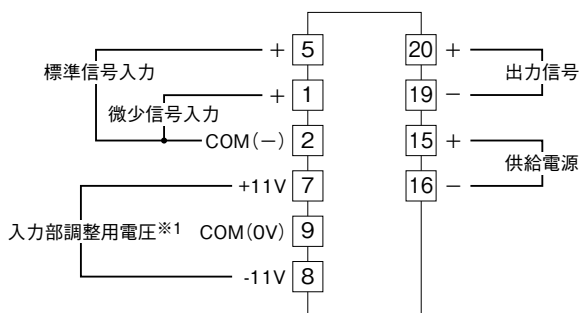 + 5
標準信号入力
+ 1
微少信号入力
COM(−) 2
+11V 7
入力部調整用電圧※1
COM(0V) 9
-11V 8
20 +
出力信号
19 −
15 +
供給電源
16 −